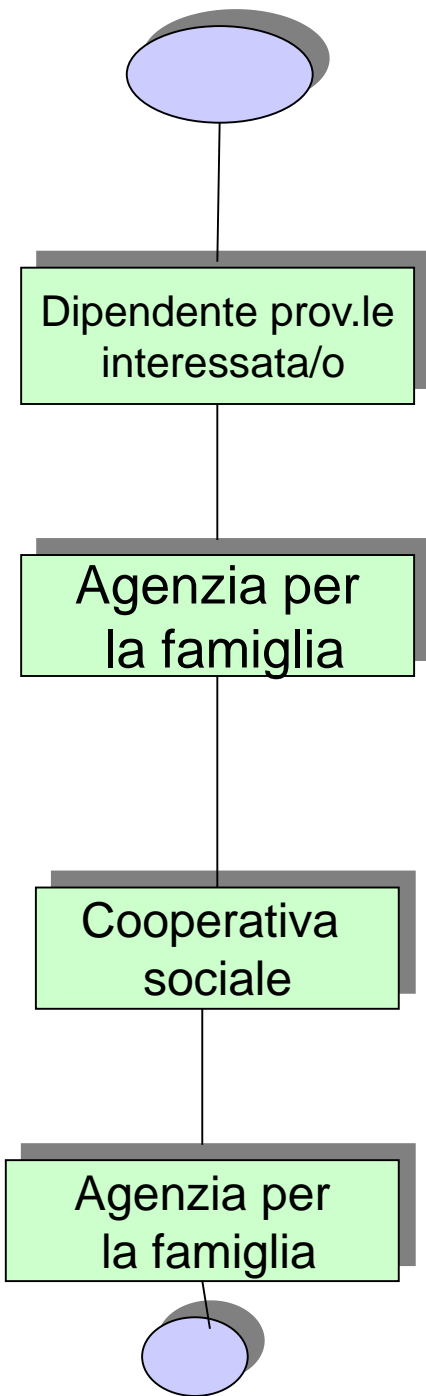 Dipendente prov.le
interessata/o
Agenzia per
la famiglia
Cooperativa
sociale
Agenzia per
la famiglia